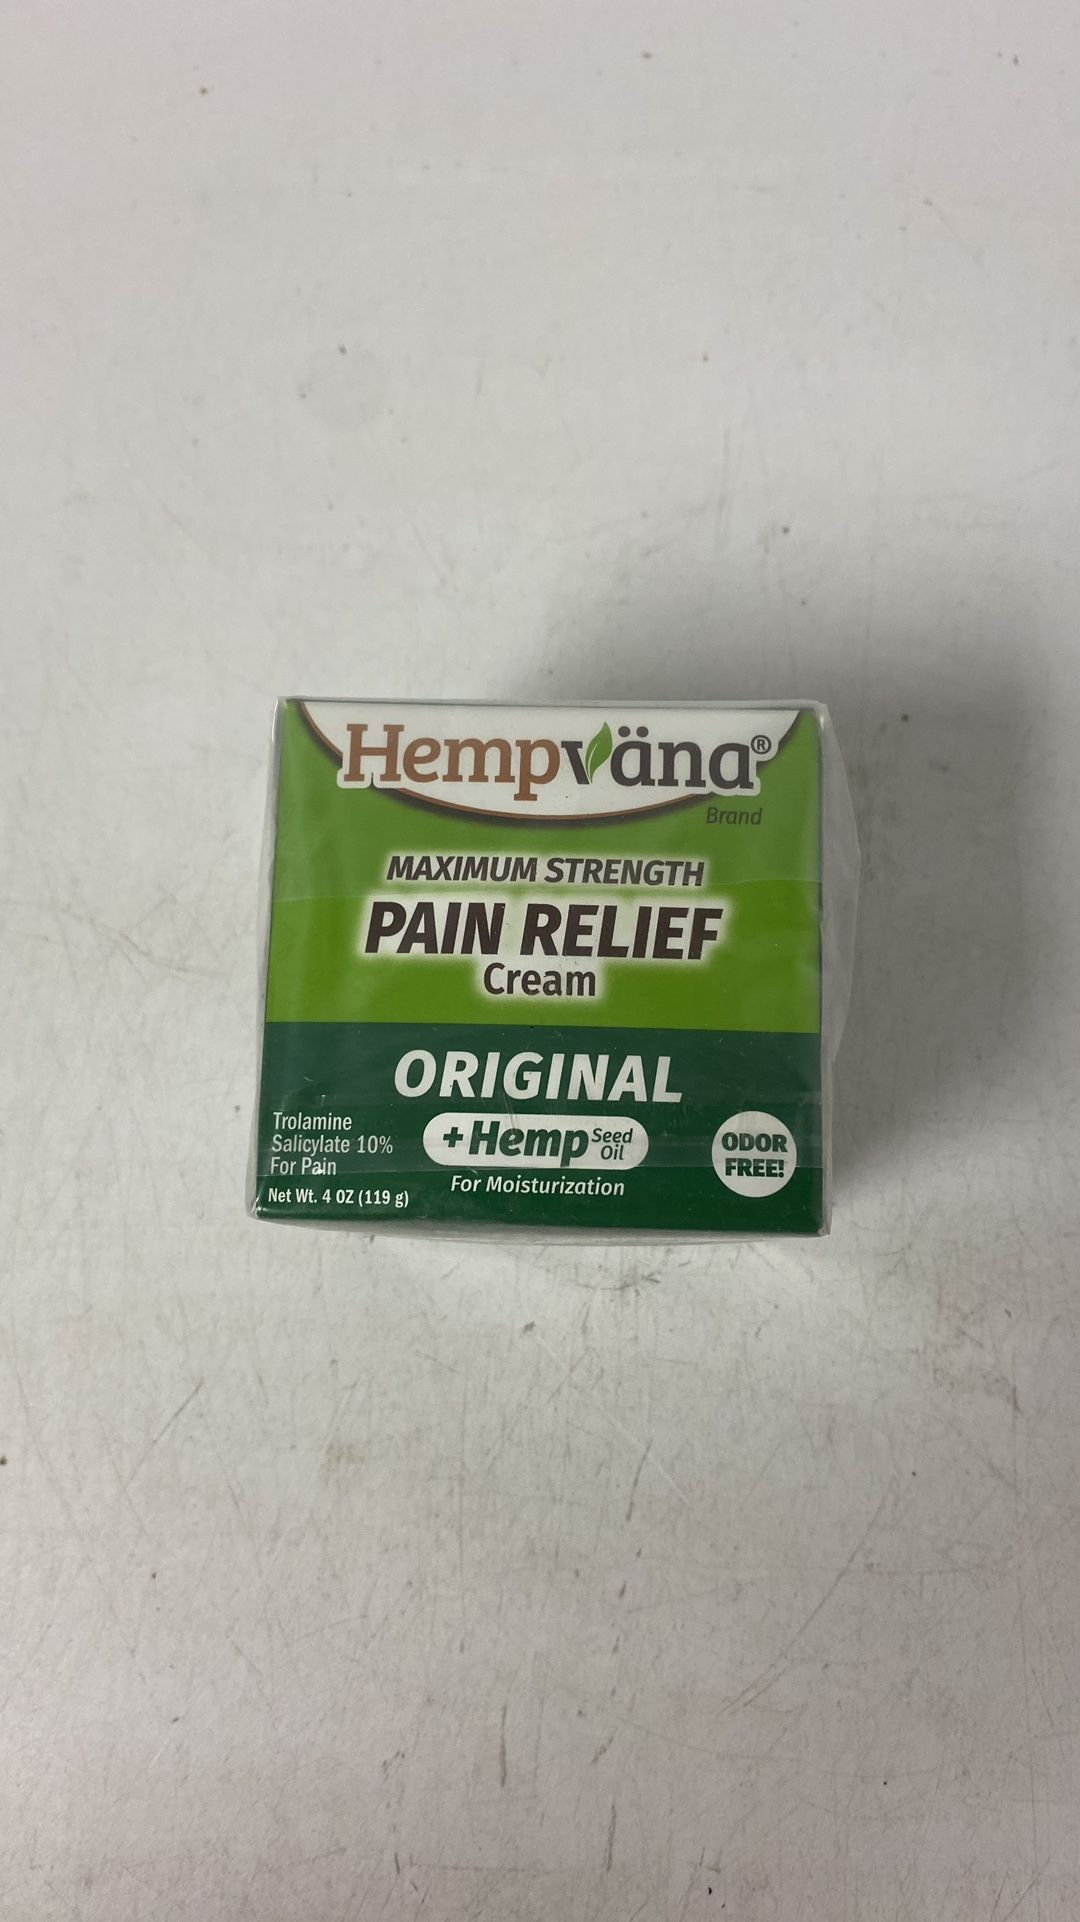 Hempväna®
Brand
MAXIMUM STRENGTH
PAIN RELIEF
Cream
ORIGINAL
Trolamine
Salicylate 10%
For Pain
Net Wt. 4 OZ (119 g)
+Hemp Seed
Oil
For Moisturization
ODOR
FREE!